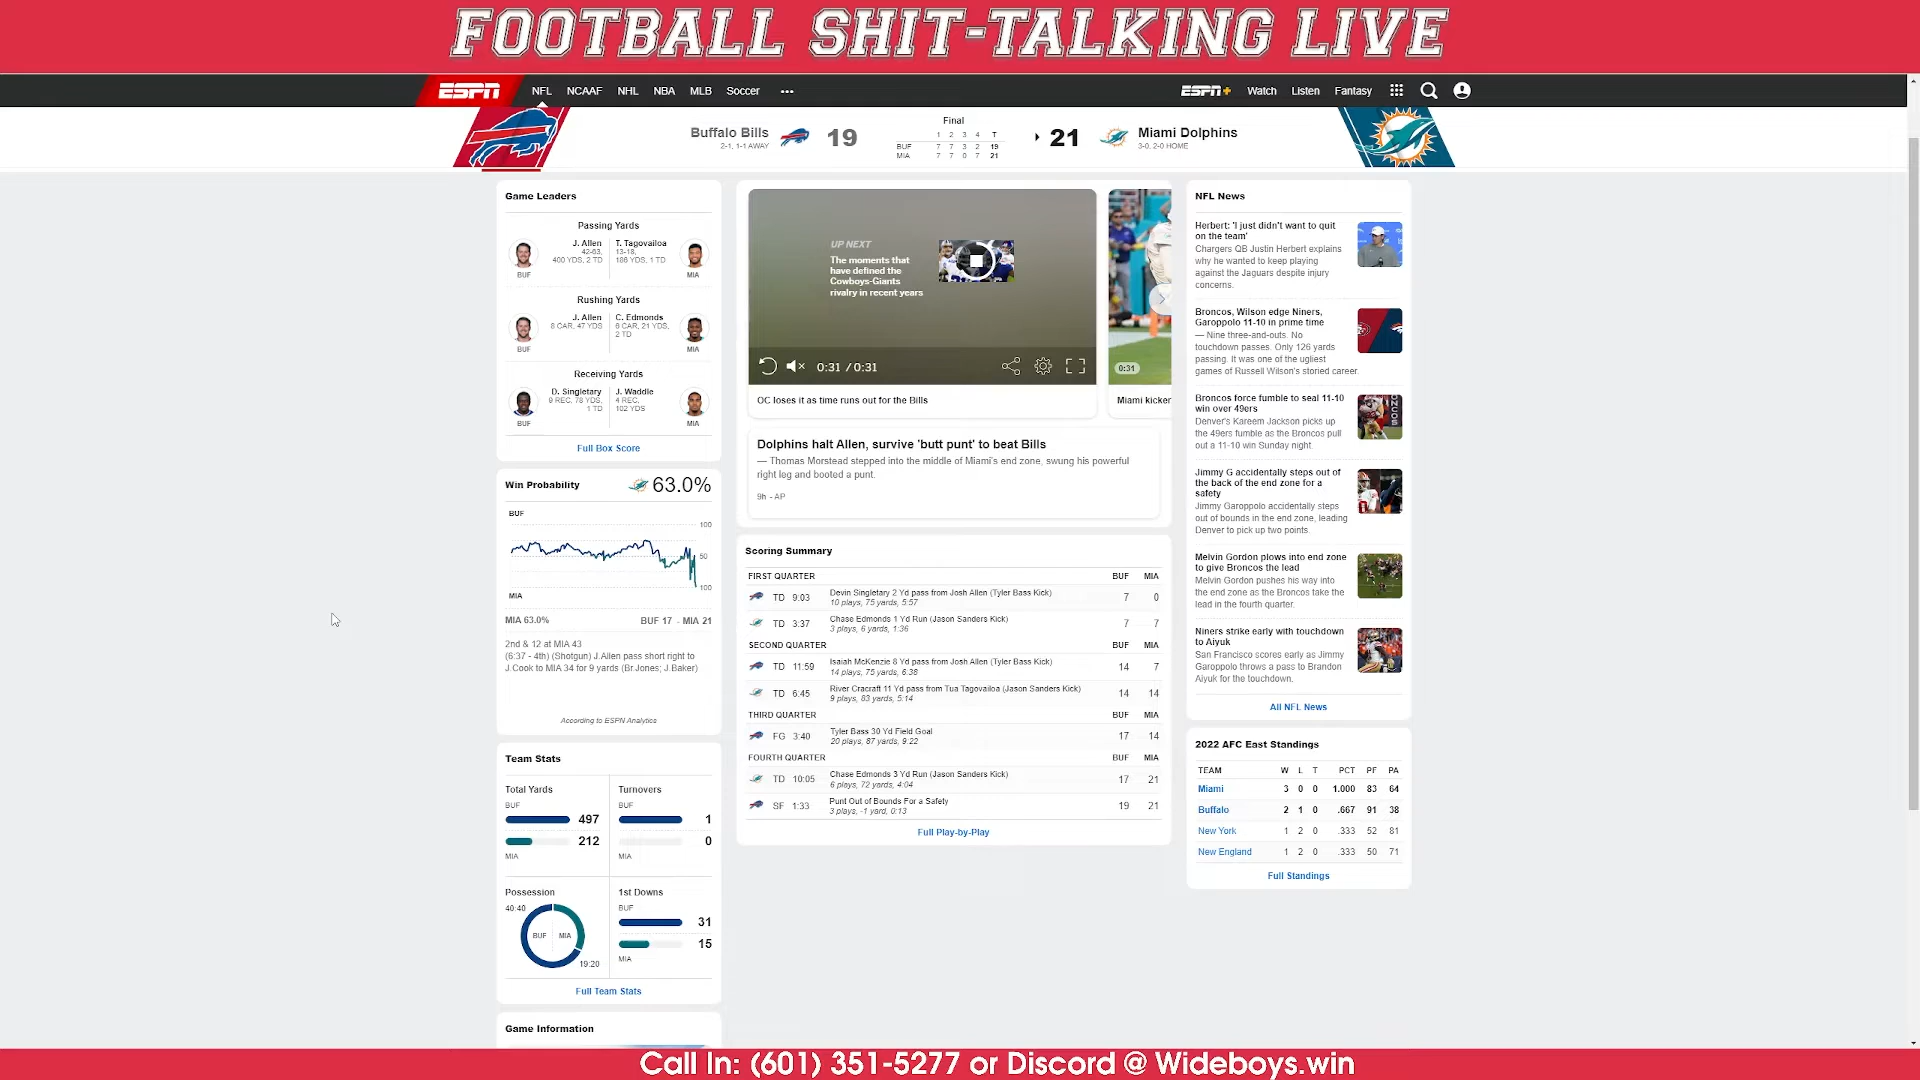 FOOTBALL SHIT-TALKING LIVE
ESPN NFL NCAAF NHL NBA MLB Soccer ••• ESPN+ Watch Listen Fantasy
Buffalo Bills 19
2-1, 1-1 AWAY
Final
1 2 3 4 T
BUF 7 7 3 2 19
MIA 7 7 0 7 21
21 Miami Dolphins
3-0, 2-0 HOME
Game Leaders
Passing Yards
J. Allen
42-63,
400 YDS, 2 TD
BUF
T. Tagovailoa
13-18,
186 YDS, 1 TD
MIA
Rushing Yards
J. Allen
8 CAR, 47 YDS
BUF
C. Edmonds
6 CAR, 21 YDS,
2 TD
MIA
Receiving Yards
D. Singletary
9 REC, 78 YDS,
1 TD
BUF
J. Waddle
4 REC,
102 YDS
MIA
Full Box Score
Win Probability 63.0%
BUF
100
50
100
MIA
MIA 63.0% BUF 17 - MIA 21
2nd & 12 at MIA 43
(6:37 - 4th) (Shotgun) J.Allen pass short right to
J.Cook to MIA 34 for 9 yards (Br.Jones; J.Baker)
According to ESPN Analytics
Team Stats
Total Yards
BUF
497
212
MIA
Turnovers
BUF
1
0
MIA
Possession
40:40
BUF MIA
19:20
1st Downs
BUF
31
15
MIA
Full Team Stats
Game Information
UP NEXT
The moments that
have defined the
Cowboys-Giants
rivalry in recent years
0:31 / 0:31
OC loses it as time runs out for the Bills
0:31
Miami kicker
Dolphins halt Allen, survive 'butt punt' to beat Bills
— Thomas Morstead stepped into the middle of Miami's end zone, swung his powerful
right leg and booted a punt.
9h - AP
Scoring Summary
FIRST QUARTER BUF MIA
TD 9:03 Devin Singletary 2 Yd pass from Josh Allen (Tyler Bass Kick) 7 0
10 plays, 75 yards, 5:57
TD 3:37 Chase Edmonds 1 Yd Run (Jason Sanders Kick) 7 7
3 plays, 6 yards, 1:36
SECOND QUARTER BUF MIA
TD 11:59 Isaiah McKenzie 8 Yd pass from Josh Allen (Tyler Bass Kick) 14 7
14 plays, 75 yards, 6:38
TD 6:45 River Cracraft 11 Yd pass from Tua Tagovailoa (Jason Sanders Kick) 14 14
9 plays, 83 yards, 5:14
THIRD QUARTER BUF MIA
FG 3:40 Tyler Bass 30 Yd Field Goal 17 14
20 plays, 87 yards, 9:22
FOURTH QUARTER BUF MIA
TD 10:05 Chase Edmonds 3 Yd Run (Jason Sanders Kick) 17 21
6 plays, 72 yards, 4:04
SF 1:33 Punt Out of Bounds For a Safety 19 21
3 plays, -1 yard, 0:13
Full Play-by-Play
NFL News
Herbert: 'I just didn't want to quit
on the team'
Chargers QB Justin Herbert explains
why he wanted to keep playing
against the Jaguars despite injury
concerns.
Broncos, Wilson edge Niners,
Garoppolo 11-10 in prime time
— Nine three-and-outs. No
touchdown passes. Only 126 yards
passing. It was one of the ugliest
games of Russell Wilson's storied career.
Broncos force fumble to seal 11-10
win over 49ers
Denver's Kareem Jackson picks up
the 49ers fumble as the Broncos pull
out a 11-10 win Sunday night.
Jimmy G accidentally steps out of
the back of the end zone for a
safety
Jimmy Garoppolo accidentally steps
out of bounds in the end zone, leading
Denver to pick up two points.
Melvin Gordon plows into end zone
to give Broncos the lead
Melvin Gordon pushes his way into
the end zone as the Broncos take the
lead in the fourth quarter.
Niners strike early with touchdown
to Aiyuk
San Francisco scores early as Jimmy
Garoppolo throws a pass to Brandon
Aiyuk for the touchdown.
All NFL News
2022 AFC East Standings
TEAM W L T PCT PF PA
Miami 3 0 0 1.000 83 64
Buffalo 2 1 0 .667 91 38
New York 1 2 0 .333 52 81
New England 1 2 0 .333 50 71
Full Standings
Call In: (601) 351-5277 or Discord @ Wideboys.win